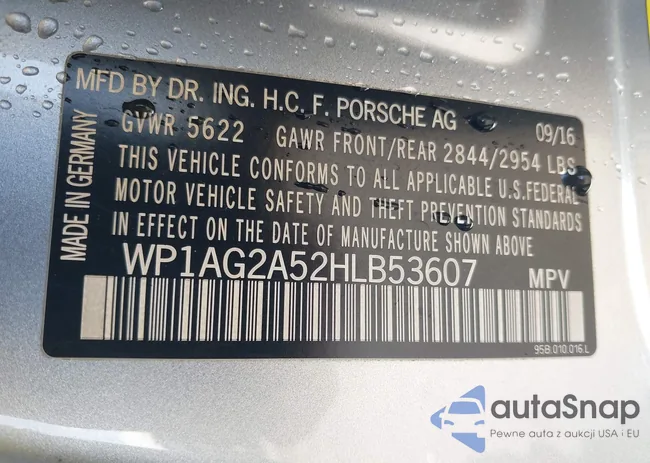 MFD BY DR. ING. H.C. F. PORSCHE AG 09/16
GVWR 5622 GAWR FRONT/REAR 2844/2954 LBS
THIS VEHICLE CONFORMS TO ALL APPLICABLE U.S.FEDERAL
MOTOR VEHICLE SAFETY AND THEFT PREVENTION STANDARDS
IN EFFECT ON THE DATE OF MANUFACTURE SHOWN ABOVE
MADE IN GERMANY
WP1AG2A52HLB53607 MPV
95B.010.016.L
autaSnap
Pewne auta z aukcji USA i EU